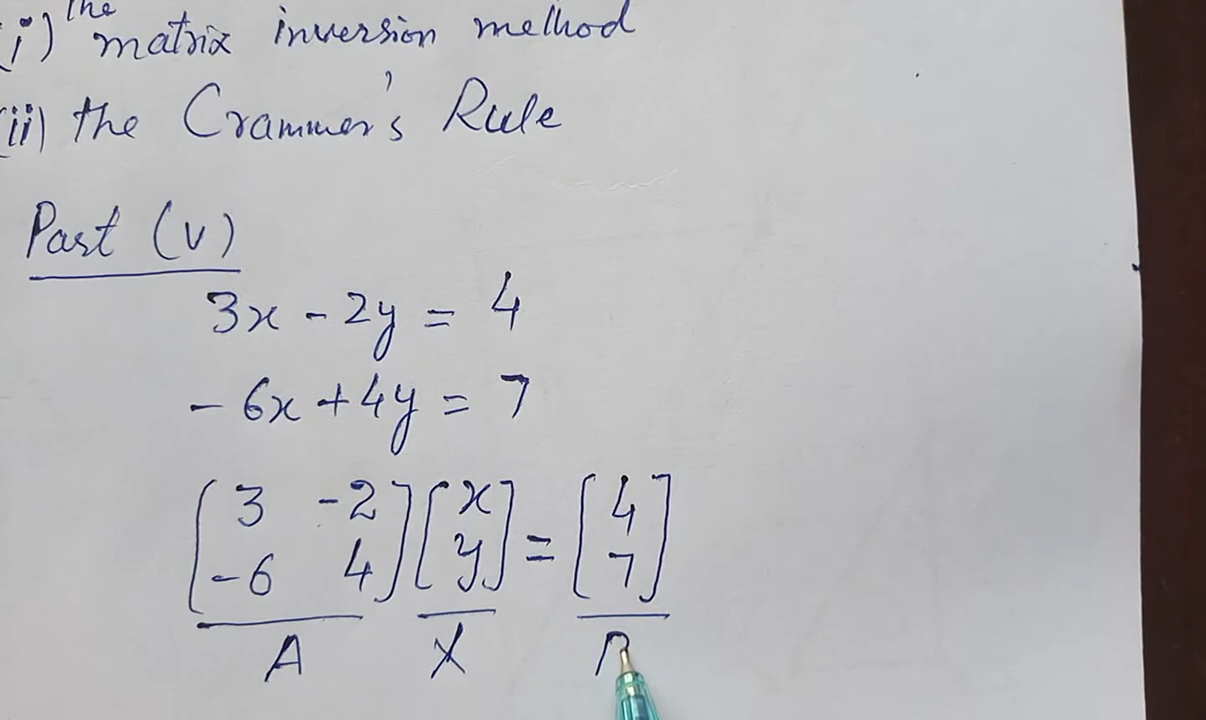 (i) the matrix inversion method
(ii) the Crammer's Rule
Part (v)
3x - 2y = 4
- 6x + 4y = 7
[3 -2] [x] = [4]
[-6 4] [y] [7]
A X